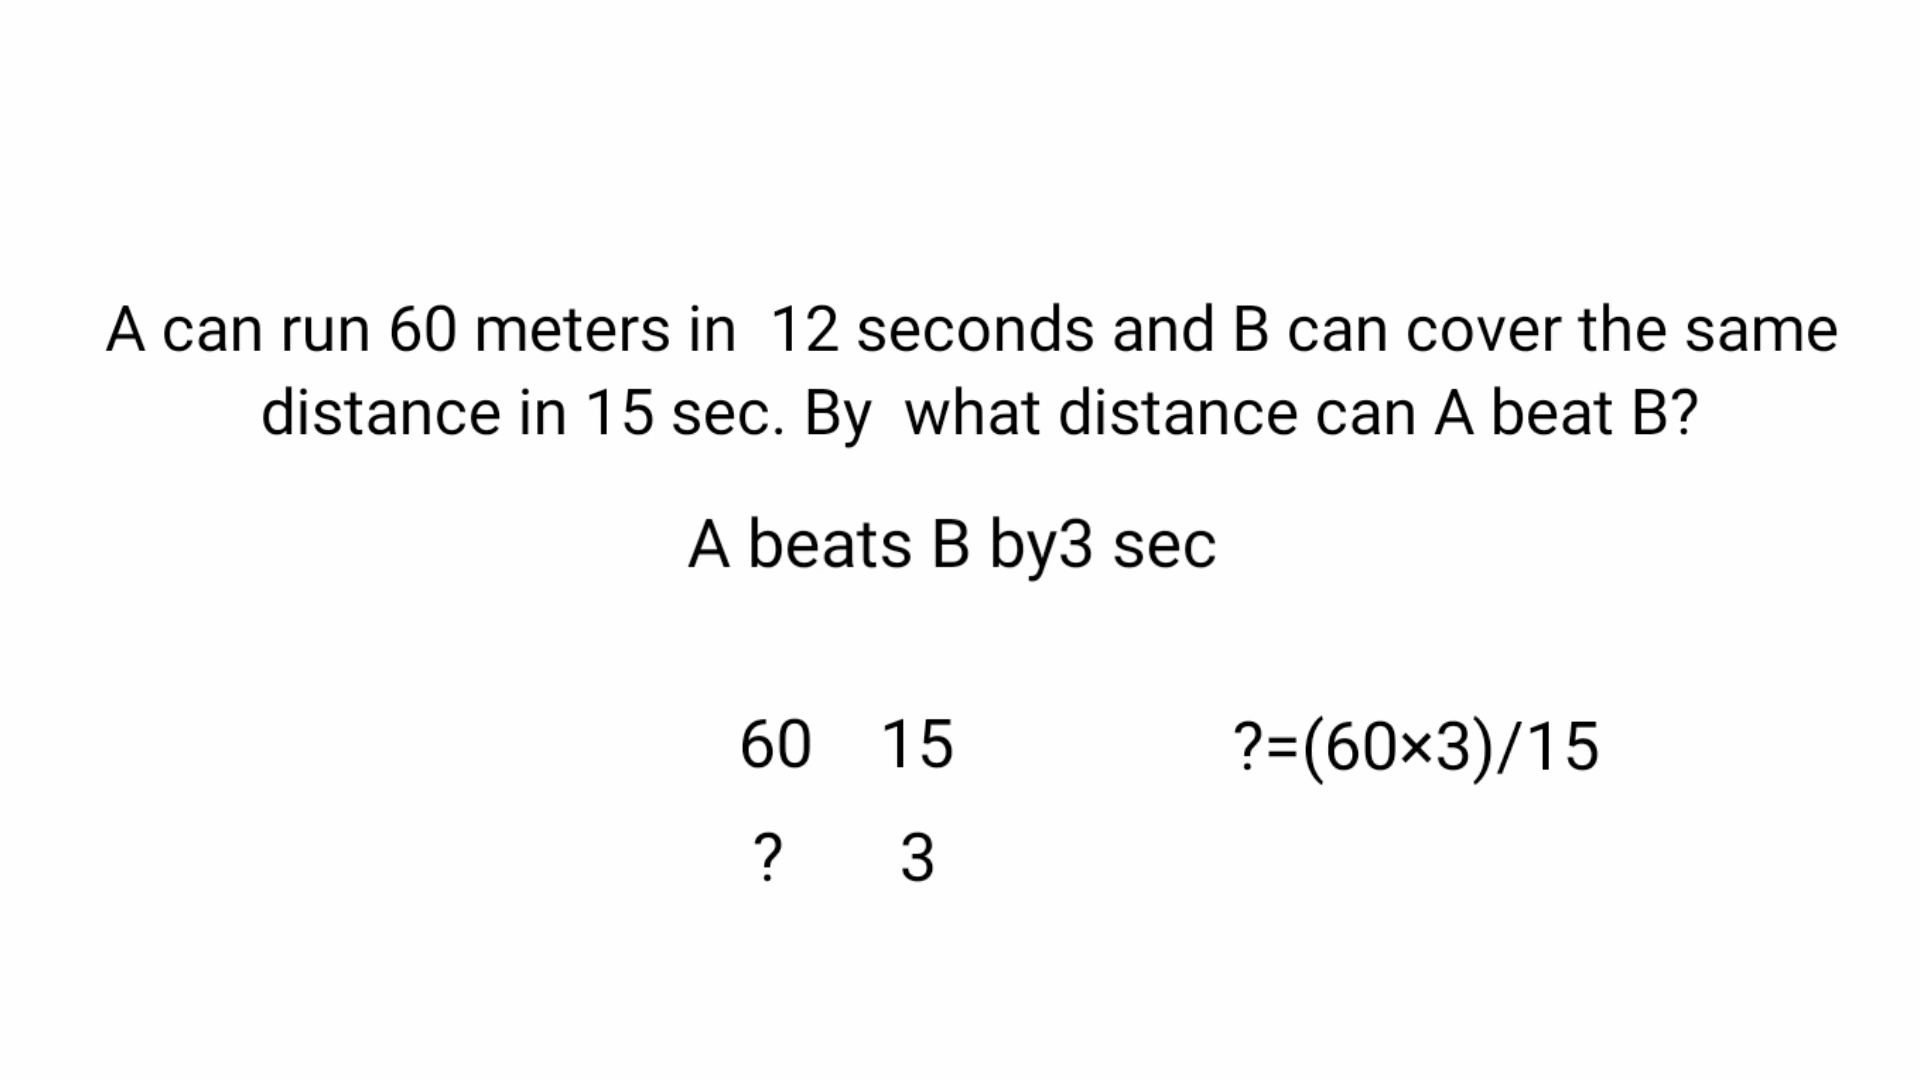 A can run 60 meters in  12 seconds and B can cover the same
distance in 15 sec. By  what distance can A beat B?
A beats B by3 sec
60 15 ?=(60×3)/15
? 3